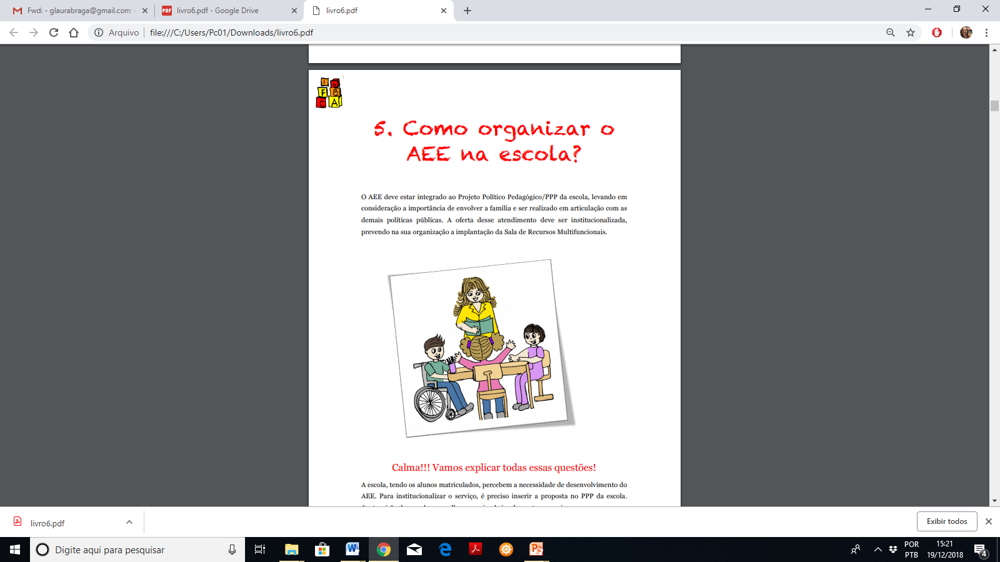 Fwd: - glaurabraga@gmail.com -
livro6.pdf - Google Drive
livro6.pdf
Arquivo
file:///C:/Users/Pc01/Downloads/livro6.pdf
I
F B
C A
5. Como organizar o
AEE na escola?
O AEE deve estar integrado ao Projeto Político Pedagógico/PPP da escola, levando em
consideração a importância de envolver a família e ser realizado em articulação com as
demais políticas públicas. A oferta desse atendimento deve ser institucionalizada,
prevendo na sua organização a implantação da Sala de Recursos Multifuncionais.
Calma!!! Vamos explicar todas essas questões!
A escola, tendo os alunos matriculados, percebem a necessidade de desenvolvimento do
AEE. Para institucionalizar o serviço, é preciso inserir a proposta no PPP da escola.
livro6.pdf
Exibir todos
Digite aqui para pesquisar
POR
PTB
15:21
19/12/2018
4